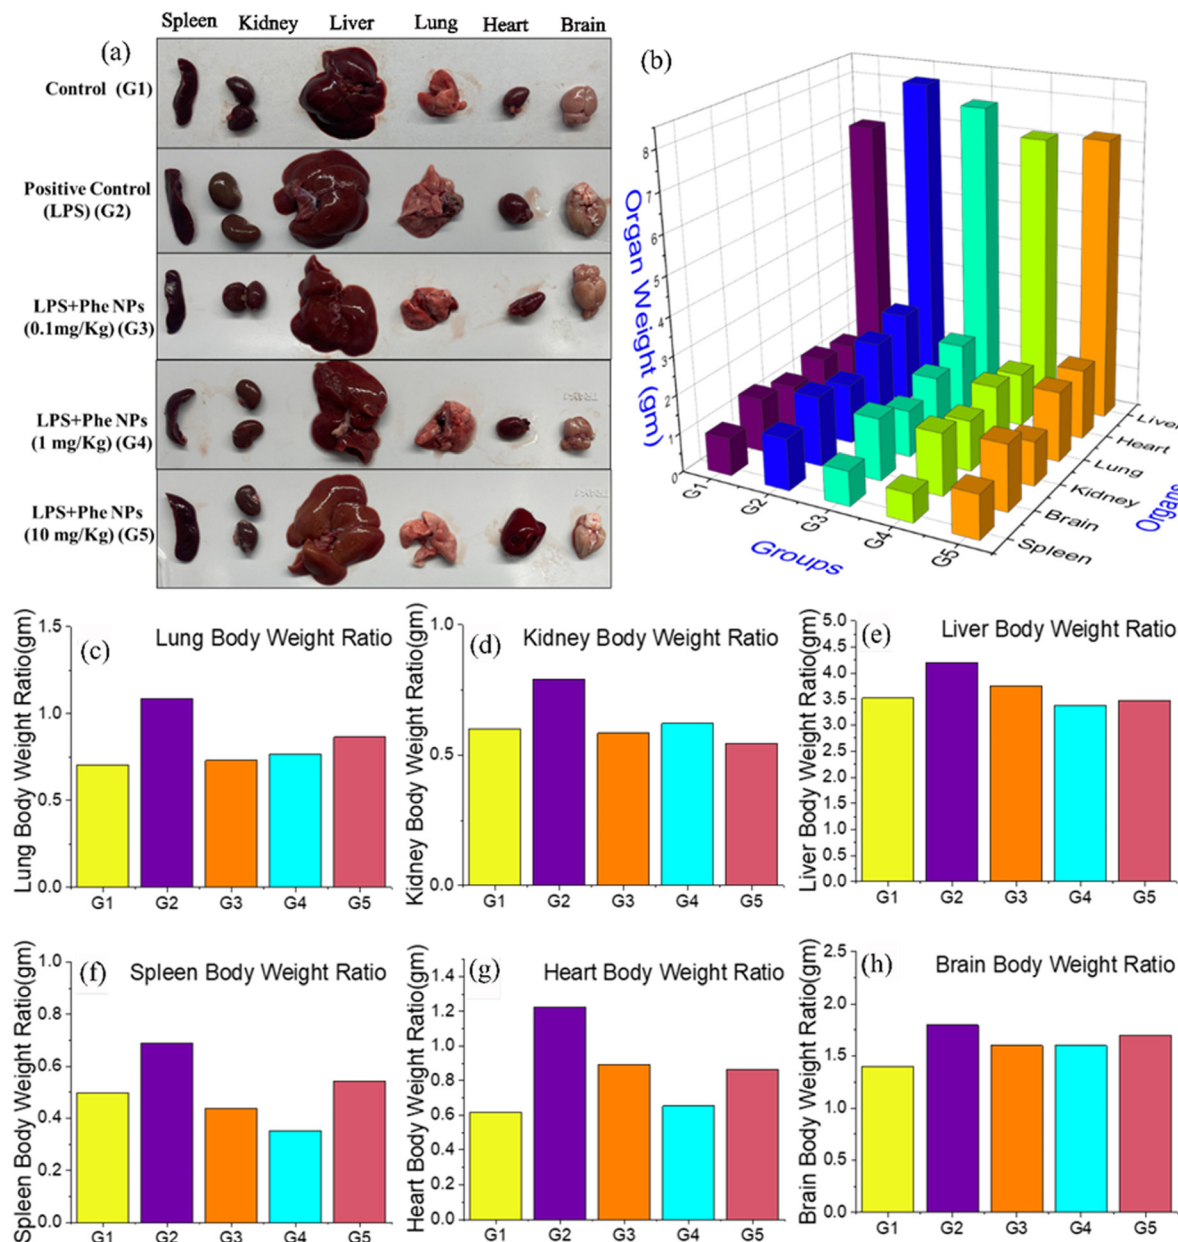 Spleen Kidney Liver Lung Heart Brain
(a)
Control (G1)
Positive Control
(LPS) (G2)
LPS+Phe NPs
(0.1mg/Kg) (G3)
LPS+Phe NPs
(1 mg/Kg) (G4)
LPS+Phe NPs
(10 mg/Kg) (G5)
(b)
Organ Weight (gm)
8
7
6
5
4
3
2
1
0
G1
G2
G3
G4
G5
Groups
Liver
Heart
Lung
Kidney
Brain
Spleen
Organs
(c)
Lung Body Weight Ratio
Lung Body Weight Ratio(gm)
1.5
1.0
0.5
0.0
G1 G2 G3 G4 G5
(d)
Kidney Body Weight Ratio
Kidney Body Weight Ratio(gm)
1.0
0.5
0.0
G1 G2 G3 G4 G5
(e)
Liver Body Weight Ratio
Liver Body Weight Ratio(gm)
5.0
4.5
4.0
3.5
3.0
2.5
2.0
1.5
1.0
0.5
0.0
G1 G2 G3 G4 G5
(f)
Spleen Body Weight Ratio
Spleen Body Weight Ratio(gm)
1.0
0.8
0.6
0.4
0.2
0.0
G1 G2 G3 G4 G5
(g)
Heart Body Weight Ratio
Heart Body Weight Ratio(gm)
1.4
1.2
1.0
0.8
0.6
0.4
0.2
0.0
G1 G2 G3 G4 G5
(h)
Brain Body Weight Ratio
Brain Body Weight Ratio(gm)
2.5
2.0
1.5
1.0
0.5
0.0
G1 G2 G3 G4 G5